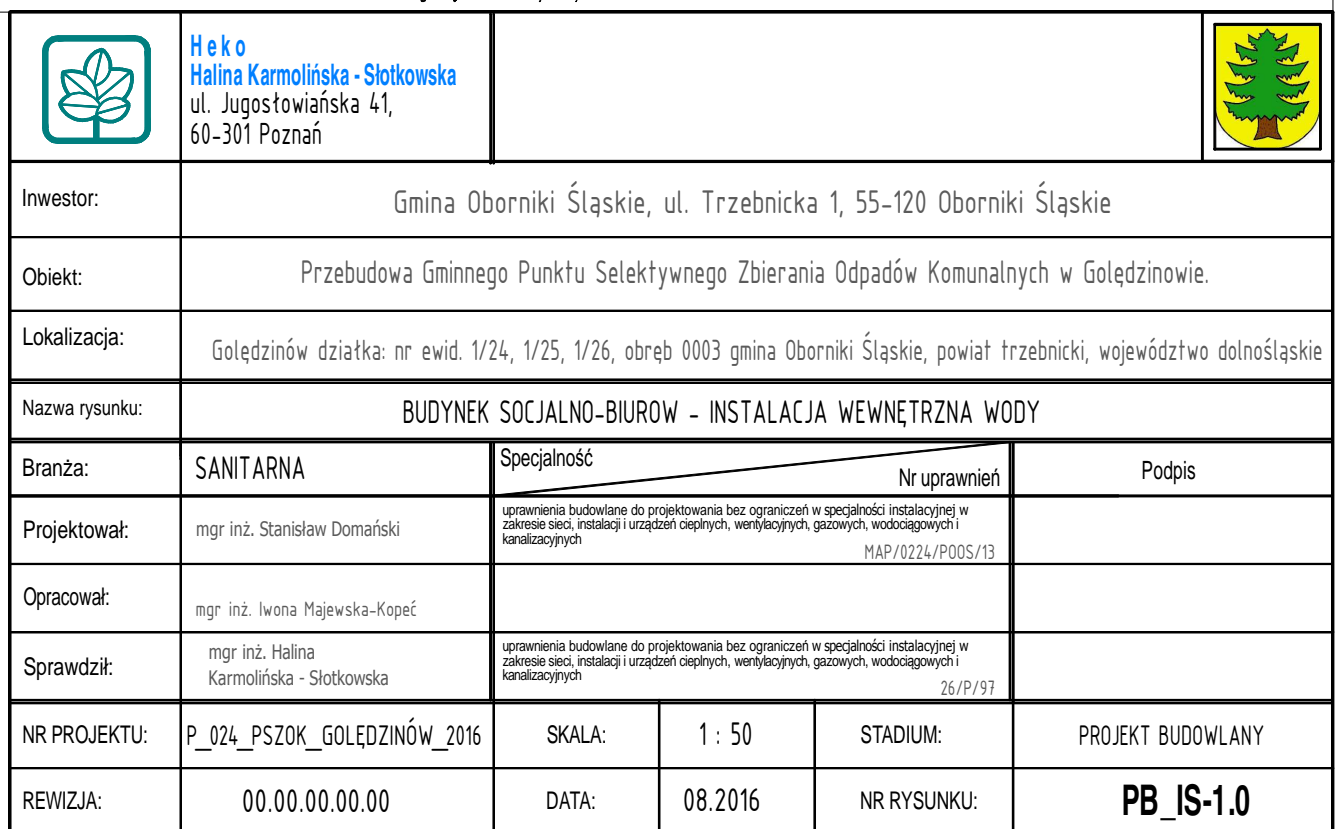 Heko
Halina Karmolińska - Słotkowska
ul. Jugosłowiańska 41,
60-301 Poznań
Inwestor:
Gmina Oborniki Śląskie, ul. Trzebnicka 1, 55-120 Oborniki Śląskie
Obiekt:
Przebudowa Gminnego Punktu Selektywnego Zbierania Odpadów Komunalnych w Golędzinowie.
Lokalizacja:
Golędzinów działka: nr ewid. 1/24, 1/25, 1/26, obręb 0003 gmina Oborniki Śląskie, powiat trzebnicki, województwo dolnośląskie
Nazwa rysunku:
BUDYNEK SOCJALNO-BIUROW - INSTALACJA WEWNĘTRZNA WODY
Branża:
SANITARNA
Specjalność
Nr uprawnień
Podpis
Projektował:
mgr inż. Stanisław Domański
uprawnienia budowlane do projektowania bez ograniczeń w specjalności instalacyjnej w
zakresie sieci, instalacji i urządzeń cieplnych, wentylacyjnych, gazowych, wodociągowych i
kanalizacyjnych
MAP/0224/POOS/13
Opracował:
mgr inż. Iwona Majewska-Kopeć
Sprawdził:
mgr inż. Halina
Karmolińska - Słotkowska
uprawnienia budowlane do projektowania bez ograniczeń w specjalności instalacyjnej w
zakresie sieci, instalacji i urządzeń cieplnych, wentylacyjnych, gazowych, wodociągowych i
kanalizacyjnych
26/P/97
NR PROJEKTU:
P_024_PSZOK_GOLĘDZINÓW_2016
SKALA:
1 : 50
STADIUM:
PROJEKT BUDOWLANY
REWIZJA:
00.00.00.00.00
DATA:
08.2016
NR RYSUNKU:
PB_IS-1.0